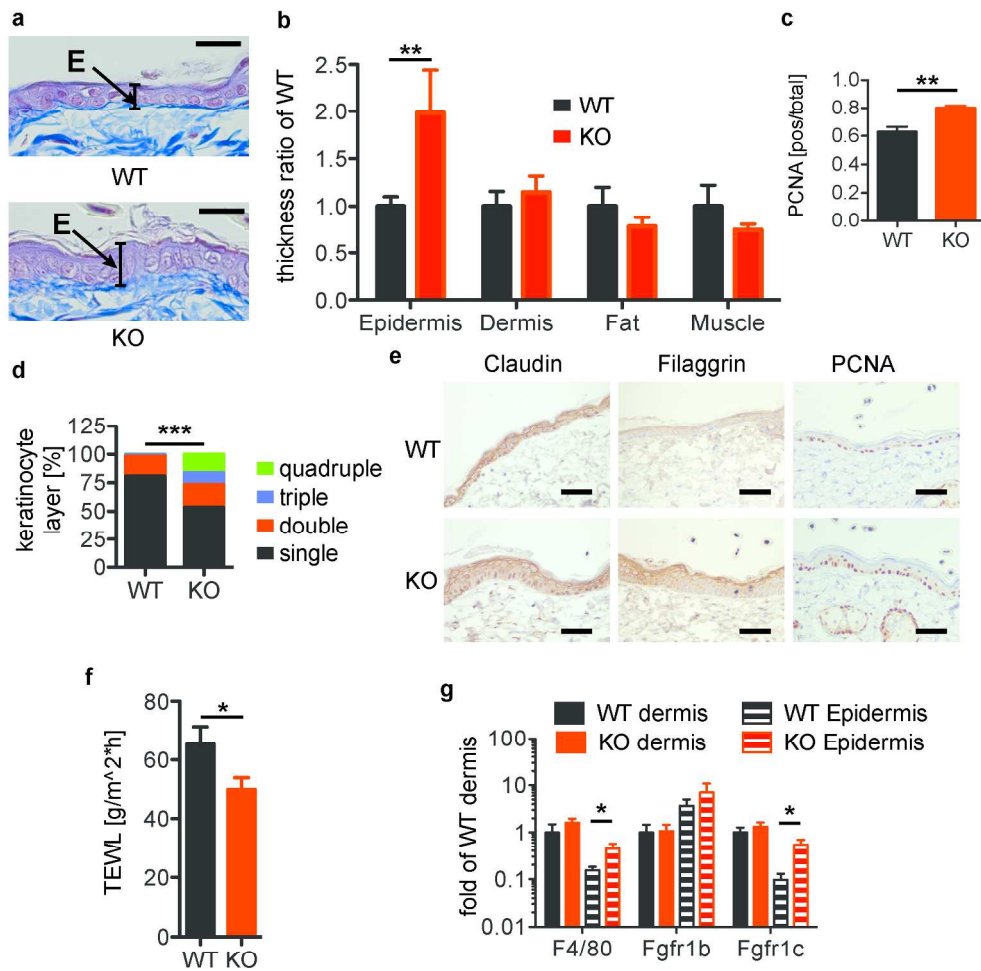 a
E
WT
E
KO
b
thickness ratio of WT
2.5
2.0
1.5
1.0
0.5
0.0
**
WT
KO
Epidermis Dermis Fat Muscle
c
PCNA [pos/total]
1.0
0.8
0.6
0.4
0.2
0.0
**
WT KO
d
keratinocyte
layer [%]
125
100
75
50
25
0
***
WT KO
quadruple
triple
double
single
e
Claudin Filaggrin PCNA
WT
KO
f
TEWL [g/m^2*h]
80
60
40
20
0
*
WT KO
g
WT dermis WT Epidermis
KO dermis KO Epidermis
fold of WT dermis
100
10
1
0.1
0.01
* *
F4/80 Fgfr1b Fgfr1c